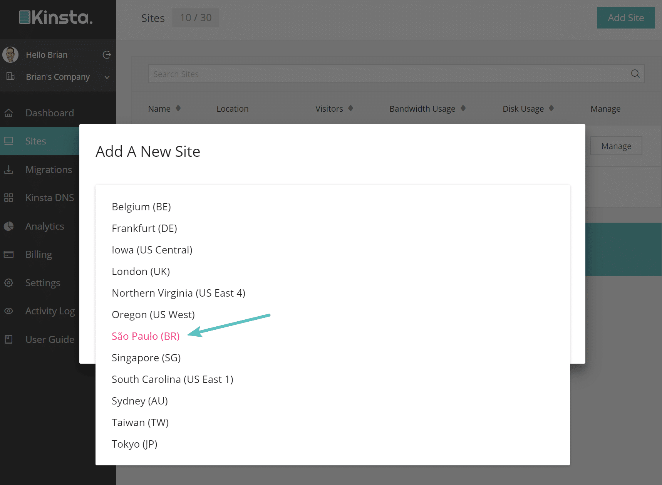 Kinsta.
Sites 10 / 30
Add Site
Hello Brian
Brian's Company
Search Sites
Name Location Visitors Bandwidth Usage Disk Usage Manage
Dashboard
Sites
Manage
Migrations
Kinsta DNS
Analytics
Billing
Settings
Activity Log
User Guide
Add A New Site
Belgium (BE)
Frankfurt (DE)
Iowa (US Central)
London (UK)
Northern Virginia (US East 4)
Oregon (US West)
São Paulo (BR)
Singapore (SG)
South Carolina (US East 1)
Sydney (AU)
Taiwan (TW)
Tokyo (JP)